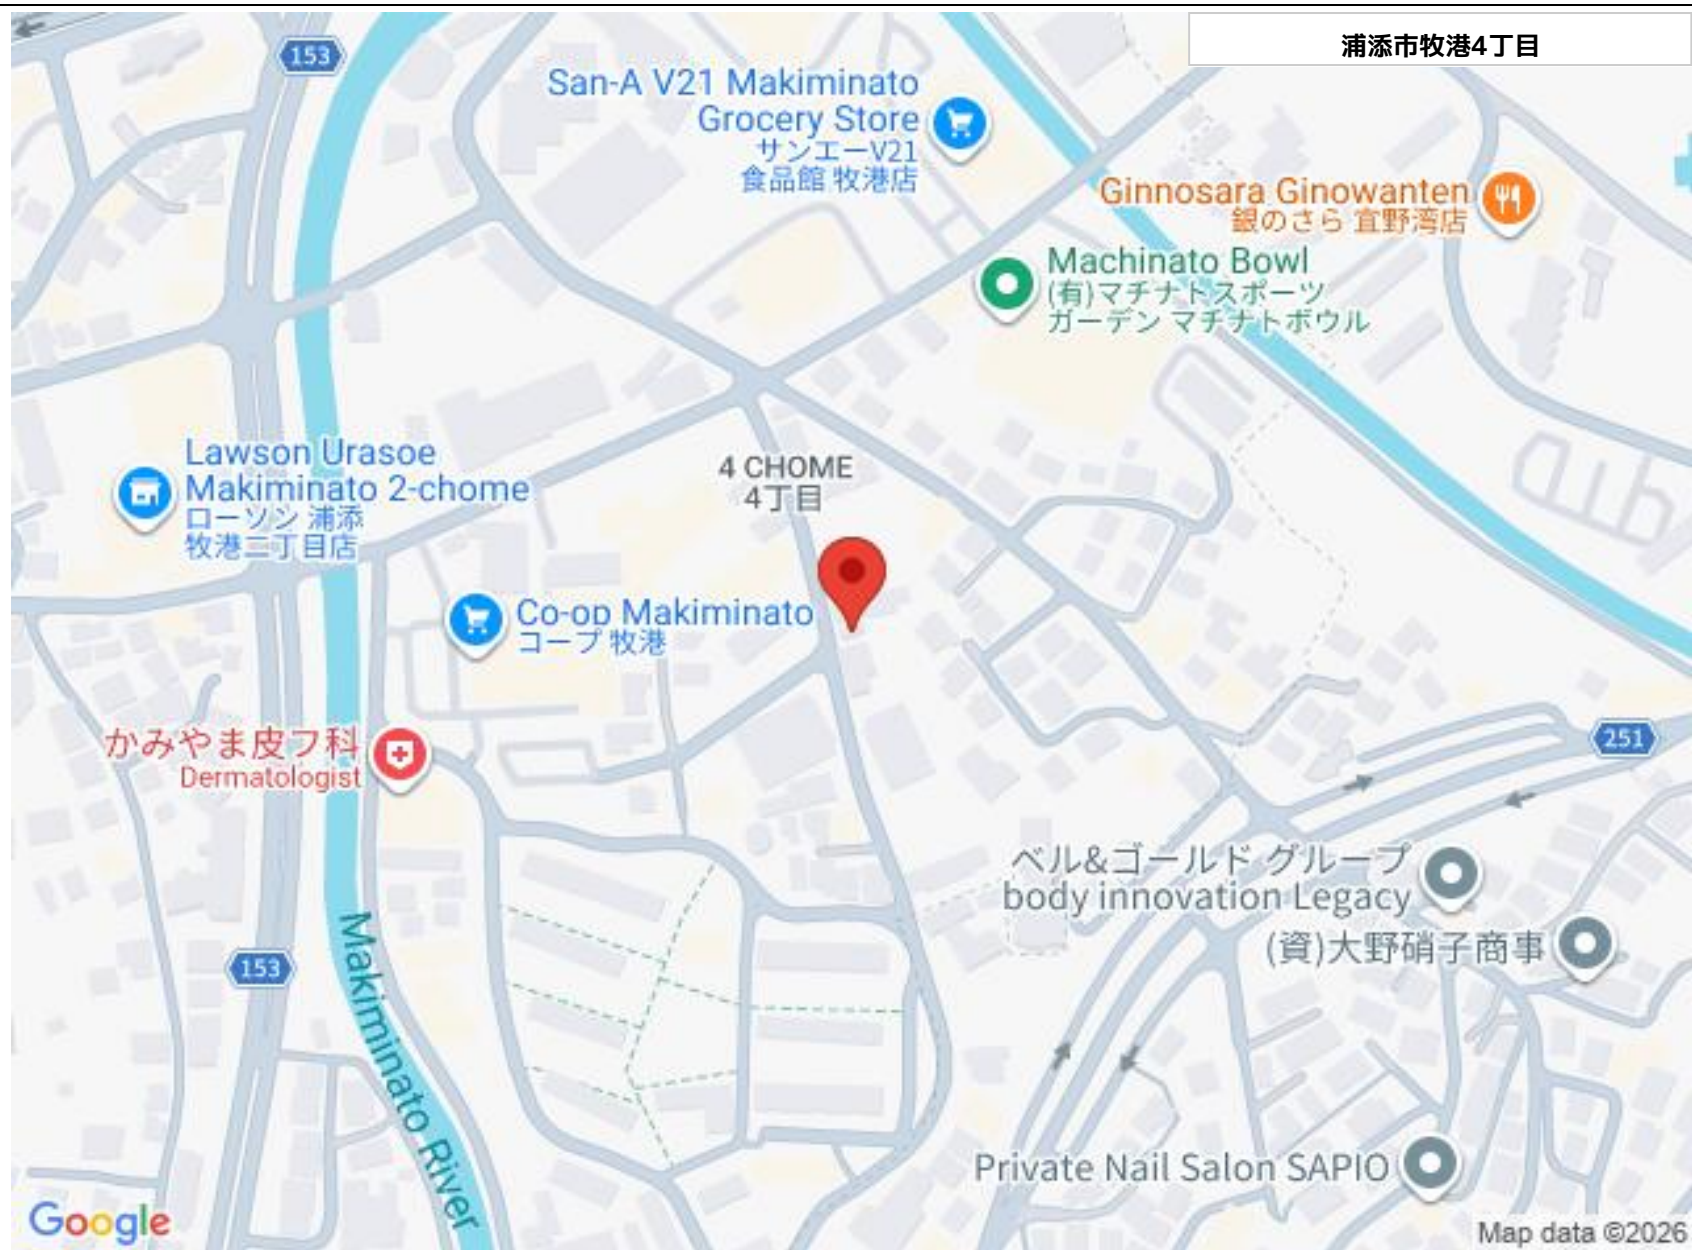 浦添市牧港4丁目
153
San-A V21 Makiminato
Grocery Store
サンエーV21
食品館 牧港店
Ginnosara Ginowanten
銀のさら 宜野湾店
Machinato Bowl
(有)マチナトスポーツ
ガーデン マチナトボウル
Lawson Urasoe
Makiminato 2-chome
ローソン 浦添
牧港二丁目店
4 CHOME
4丁目
Co-op Makiminato
コープ 牧港
かみやま皮フ科
Dermatologist
251
ベル&ゴールド グループ
body innovation Legacy
(資)大野硝子商事
153
Makiminato River
Private Nail Salon SAPIO
Google
Map data ©2026